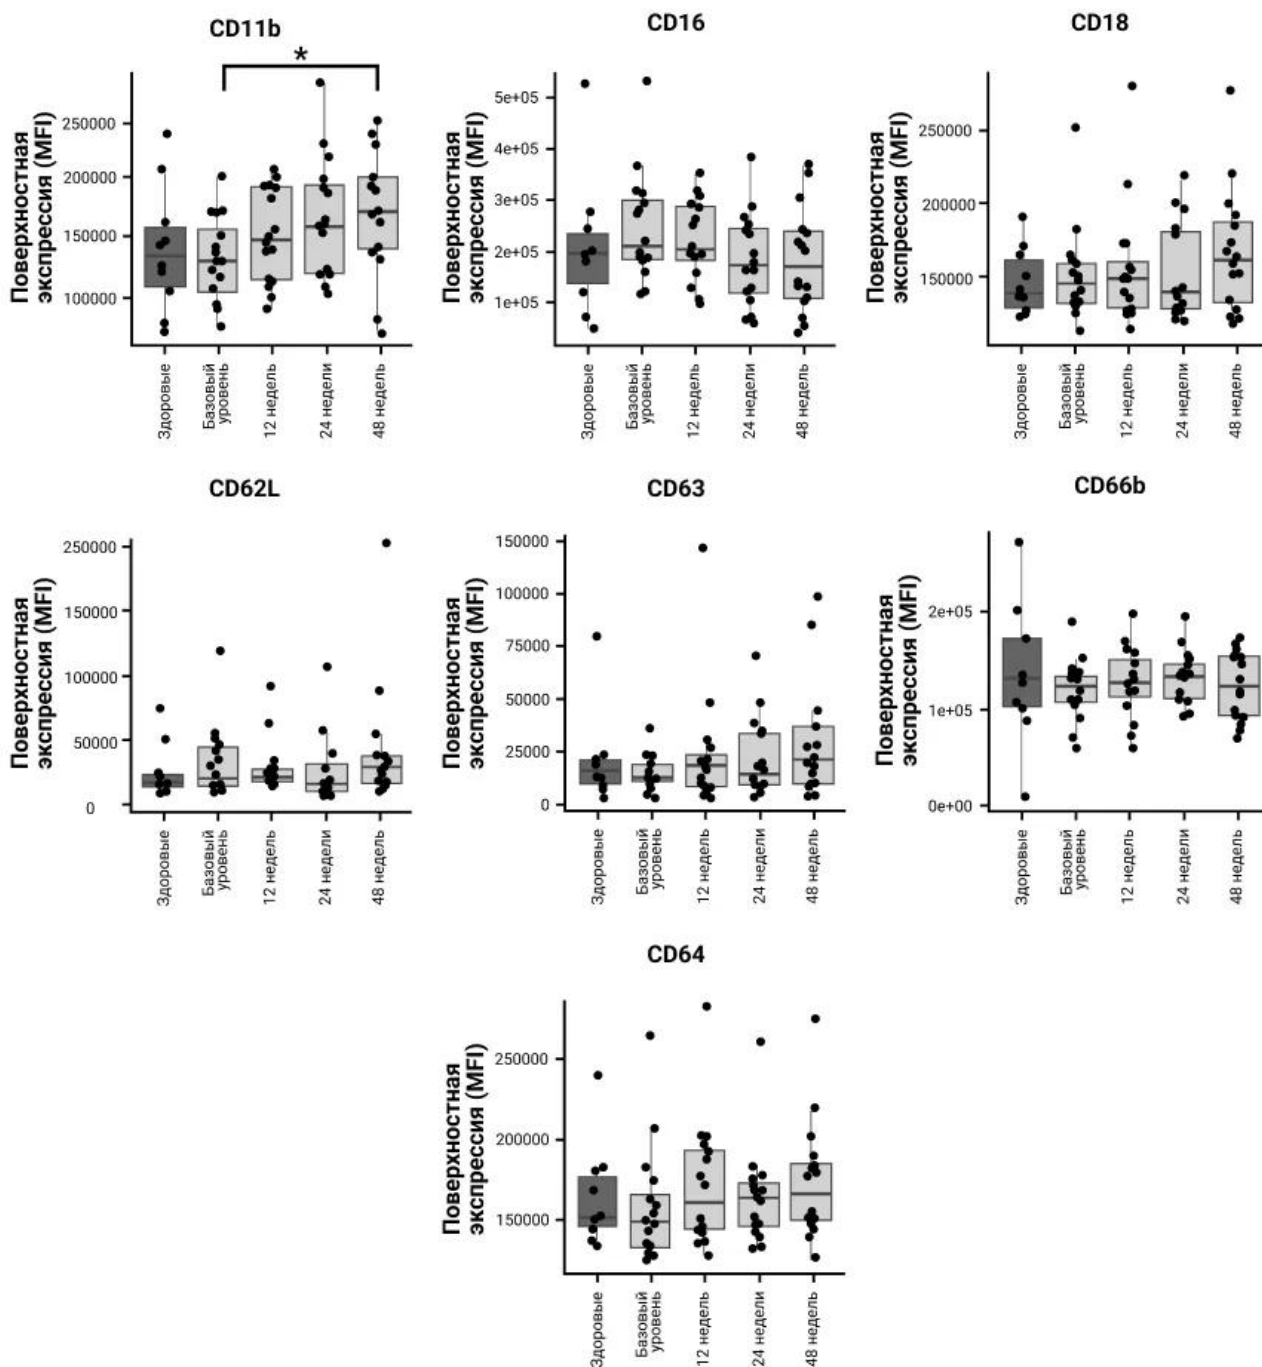 CD11b
*
Поверхностная
экспрессия (MFI)
250000
200000
150000
100000
Здоровые
Базовый
уровень
12 недель
24 недели
48 недель
CD16
Поверхностная
экспрессия (MFI)
5e+05
4e+05
3e+05
2e+05
1e+05
Здоровые
Базовый
уровень
12 недель
24 недели
48 недель
CD18
Поверхностная
экспрессия (MFI)
250000
200000
150000
Здоровые
Базовый
уровень
12 недель
24 недели
48 недель
CD62L
Поверхностная
экспрессия (MFI)
250000
150000
100000
50000
0
Здоровые
Базовый
уровень
12 недель
24 недели
48 недель
CD63
Поверхностная
экспрессия (MFI)
150000
100000
75000
50000
25000
0
Здоровые
Базовый
уровень
12 недель
24 недели
48 недель
CD66b
Поверхностная
экспрессия (MFI)
2e+05
1e+05
0e+00
Здоровые
Базовый
уровень
12 недель
24 недели
48 недель
CD64
Поверхностная
экспрессия (MFI)
250000
200000
150000
Здоровые
Базовый
уровень
12 недель
24 недели
48 недель